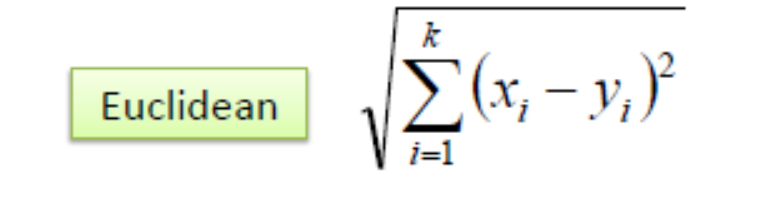 Euclidean
√(∑_{i=1}^{k} (x_i − y_i)²)